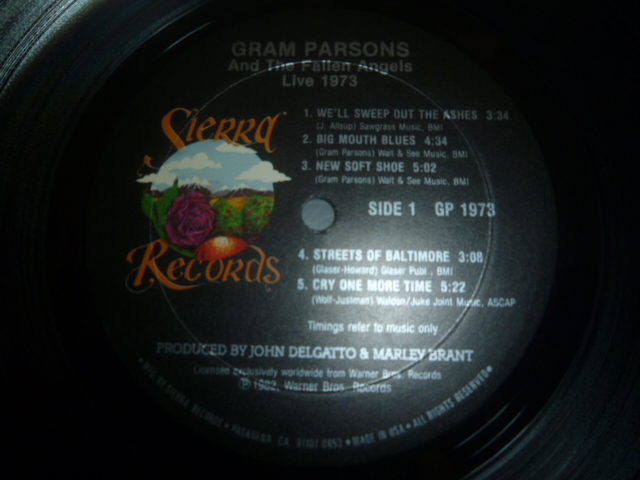 GRAM PARSONS
And The Fallen Angels
Live 1973
Sierra
Records
1. WE'LL SWEEP OUT THE ASHES 3:34
(J. Allsup) Sawgrass Music, BMI
2. BIG MOUTH BLUES 4:34
(Gram Parsons) Wait & See Music, BMI
3. NEW SOFT SHOE 5:02
(Gram Parsons) Wait & See Music, BMI
SIDE 1 GP 1973
4. STREETS OF BALTIMORE 3:08
(Glaser-Howard) Glaser Publ., BMI
5. CRY ONE MORE TIME 5:22
(Wolf-Justman) Walden/Juke Joint Music, ASCAP
Timings refer to music only
PRODUCED BY JOHN DELGATTO & MARLEY BRANT
Licensed exclusively worldwide from Warner Bros. Records
℗ 1982, Warner Bros. Records
• MFG. BY SIERRA RECORDS • PASADENA CA. 91107 0853 • MADE IN USA • ALL RIGHTS RESERVED •